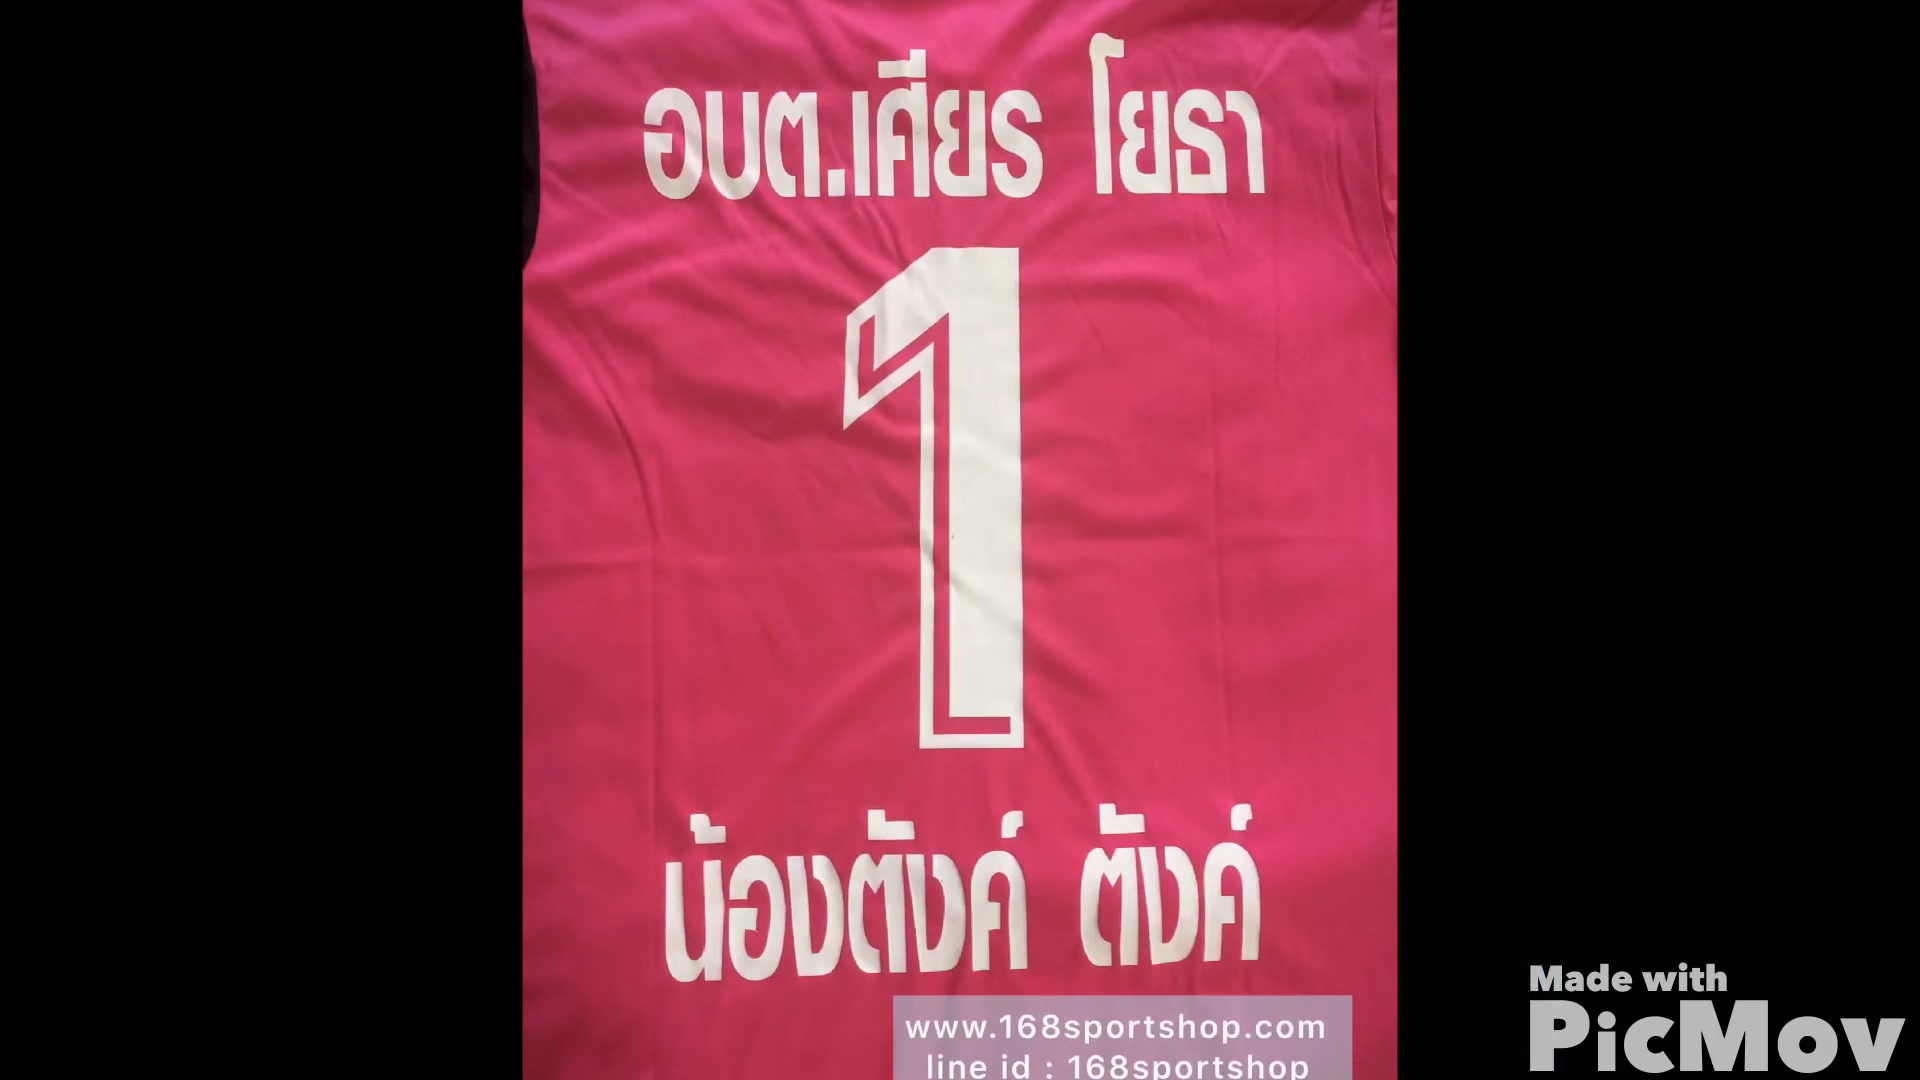 อบต.เศียร โยธา
1
น้องตังค์ ตังค์
www.168sportshop.com
line id : 168sportshop
Made with
PicMov